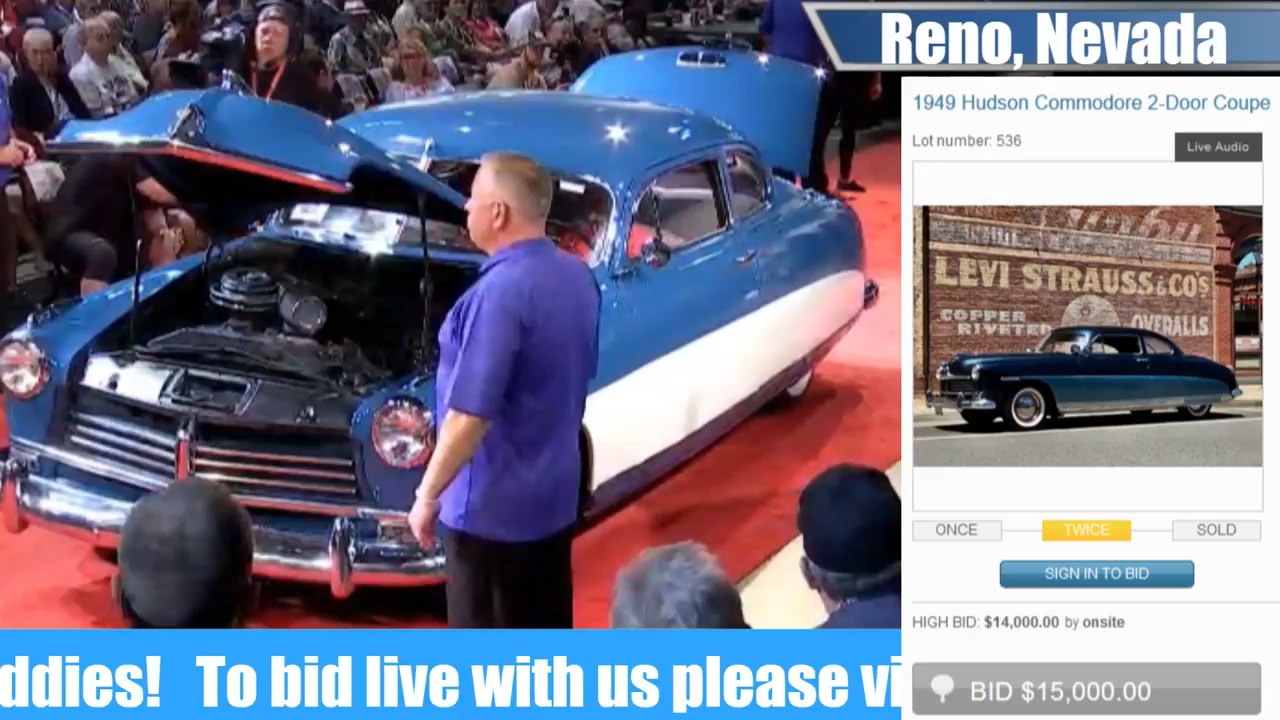 Reno, Nevada
1949 Hudson Commodore 2-Door Coupe
Lot number: 536
Live Audio
LEVI STRAUSS & CO'S
COPPER
RIVETED
OVERALLS
ONCE
TWICE
SOLD
SIGN IN TO BID
HIGH BID: $14,000.00 by onsite
BID $15,000.00
ddies! To bid live with us please vi